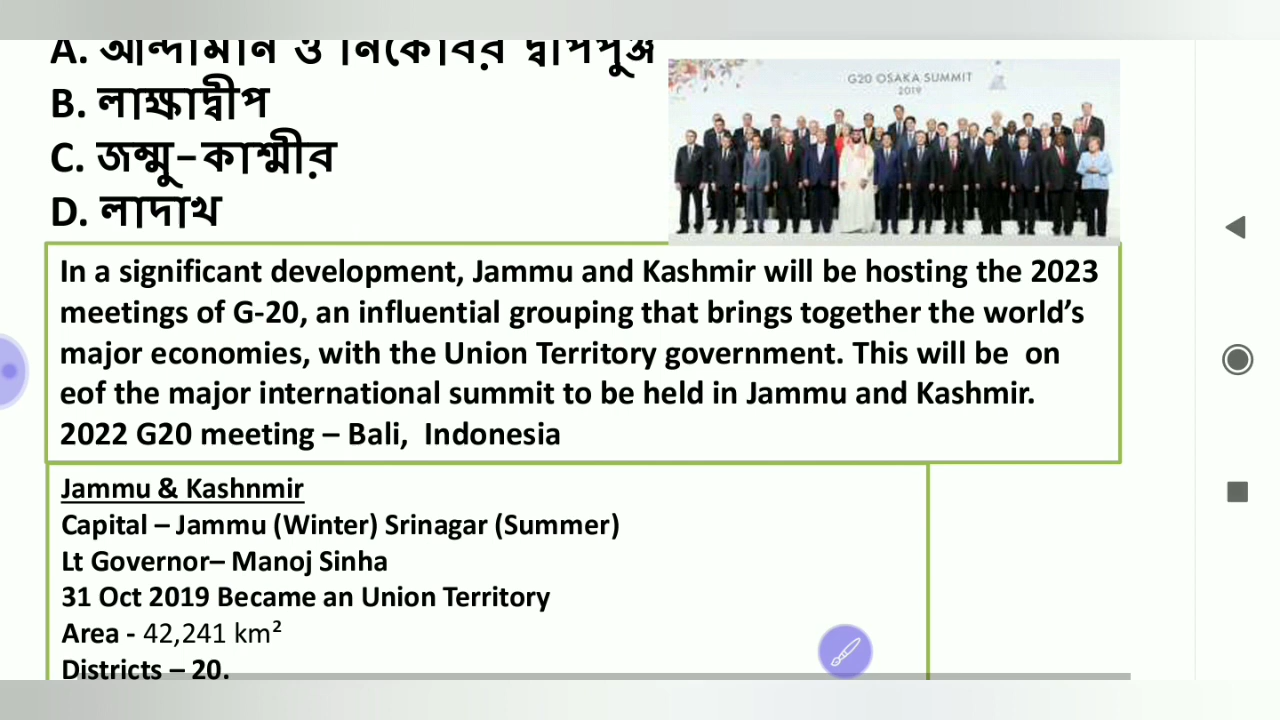 A. আন্দামান ও নিকোবর দ্বীপপুঞ্জ
B. লাক্ষাদ্বীপ
C. জম্মু-কাশ্মীর
D. লাদাখ
G20 OSAKA SUMMIT
2019
In a significant development, Jammu and Kashmir will be hosting the 2023
meetings of G-20, an influential grouping that brings together the world's
major economies, with the Union Territory government. This will be on
eof the major international summit to be held in Jammu and Kashmir.
2022 G20 meeting – Bali, Indonesia
Jammu & Kashnmir
Capital – Jammu (Winter) Srinagar (Summer)
Lt Governor– Manoj Sinha
31 Oct 2019 Became an Union Territory
Area - 42,241 km²
Districts – 20.